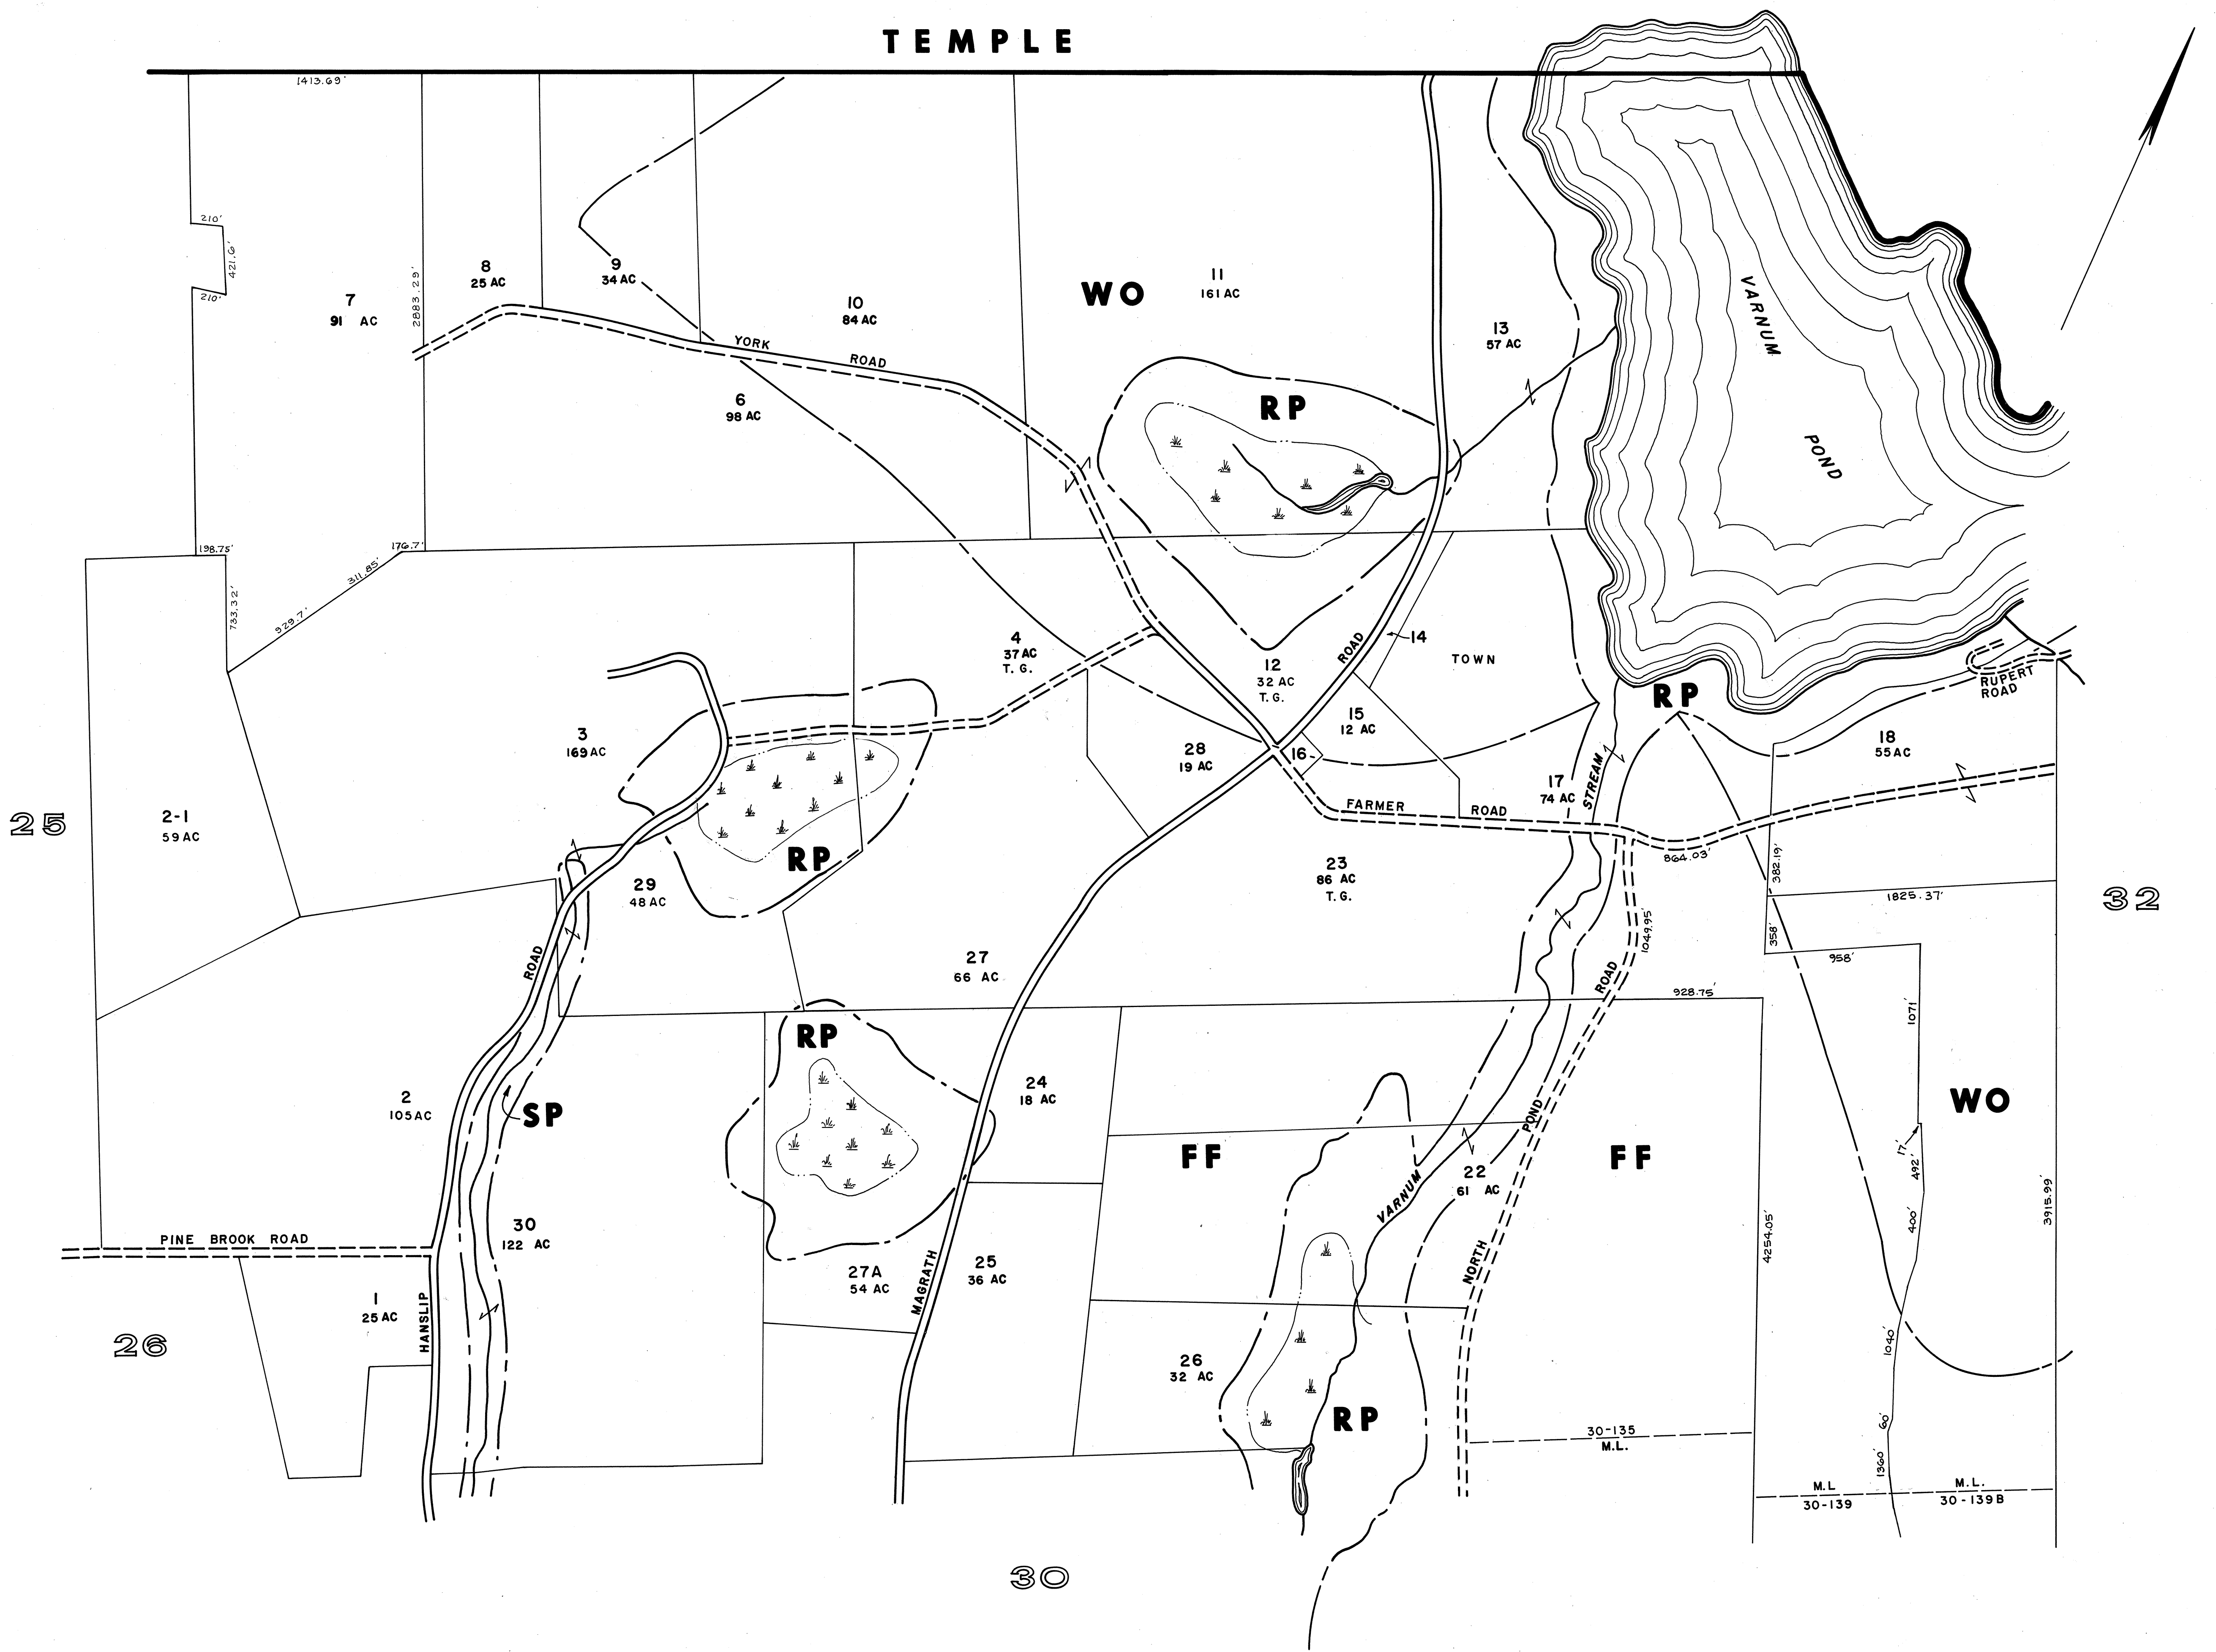 TEMPLE
1413.69'
210'
421.6'
210'
7
91 AC
2883.29'
8
25 AC
9
34 AC
10
84 AC
WO
11
161 AC
13
57 AC
VARNUM
POND
YORK ROAD
6
98 AC
RP
198.75'
176.7'
311.85'
929.7'
733.32'
4
37 AC
T. G.
12
32 AC
T. G.
ROAD
14
TOWN
RP
RUPERT
ROAD
3
169 AC
15
12 AC
28
19 AC
16
17
74 AC
STREAM
18
55 AC
25
2-1
59 AC
FARMER ROAD
864.03'
382.19'
RP
29
48 AC
23
86 AC
T. G.
1825.37'
32
358'
958'
1049.95'
ROAD
27
66 AC
ROAD
928.75'
1071
RP
2
105 AC
SP
24
18 AC
POND
FF
FF
WO
17'
492'
22
61 AC
VARNUM
400'
3915.99'
4254.05'
PINE BROOK ROAD
30
122 AC
NORTH
27A
54 AC
MAGRATH
25
36 AC
1
25 AC
HANSLIP
26
1040'
26
32 AC
RP
60'
30-135
M.L.
1360'
M.L
30-139
M.L.
30-139B
30